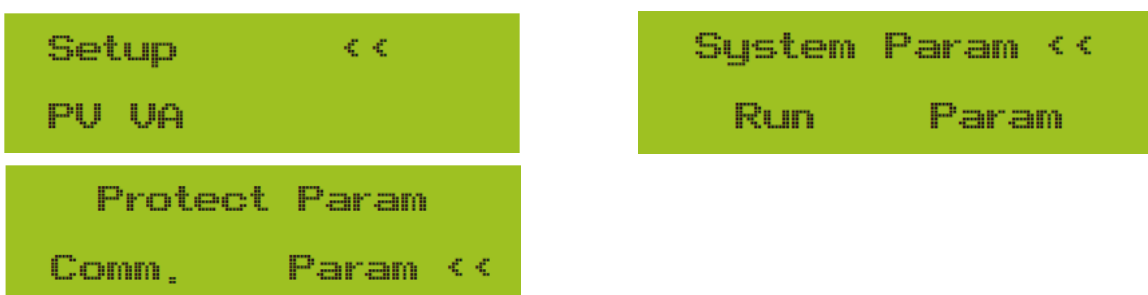 Setup <<
PV VA
System Param <<
Run Param
Protect Param
Comm. Param <<